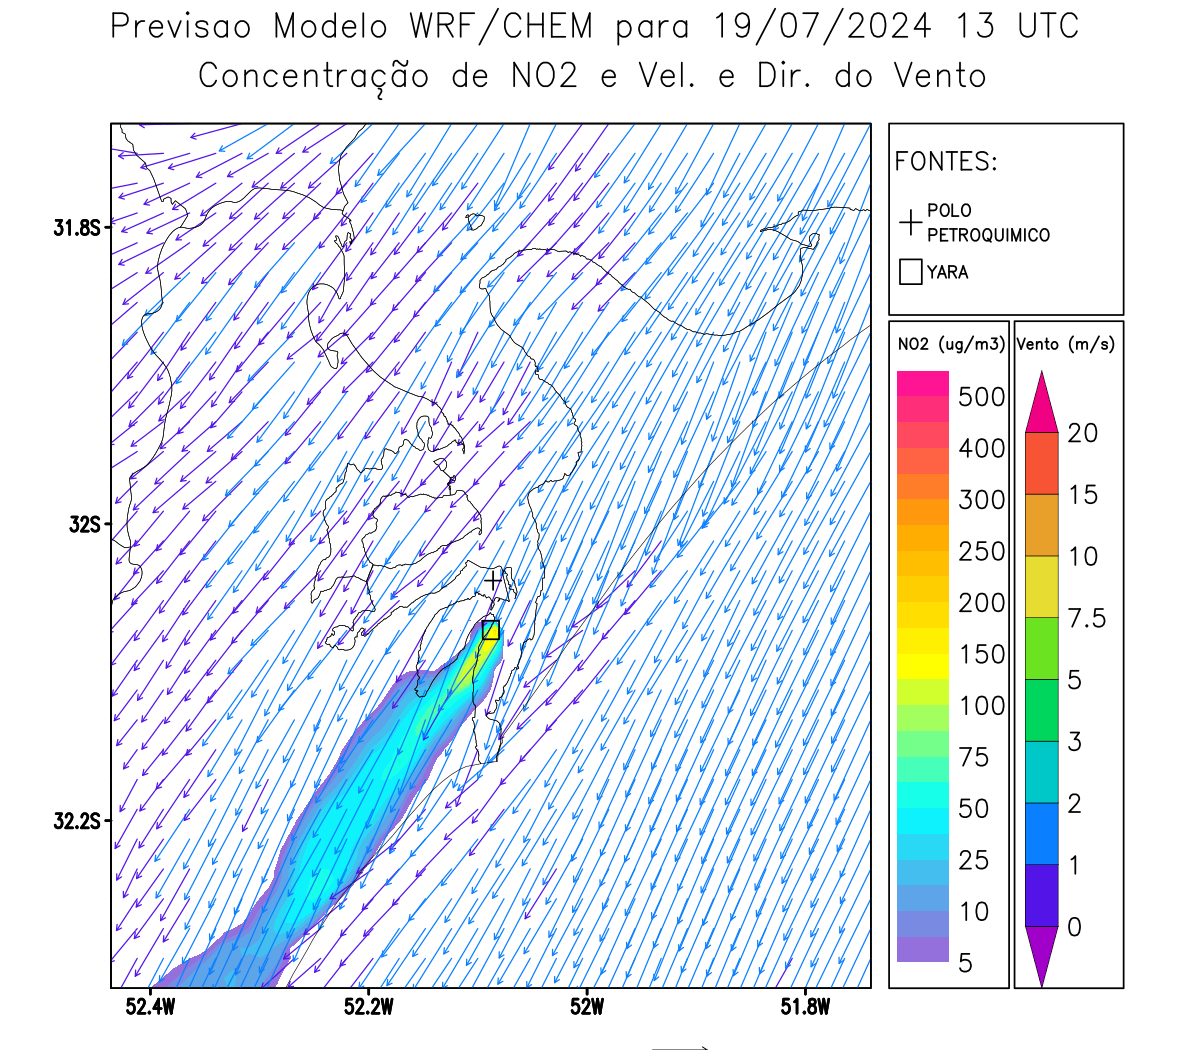 Previsao Modelo WRF/CHEM para 19/07/2024 13 UTC
Concentração de NO2 e Vel. e Dir. do Vento
FONTES:
POLO
PETROQUIMICO
YARA
NO2 (ug/m3)
500
400
300
250
200
150
100
75
50
25
10
5
Vento (m/s)
20
15
10
7.5
5
3
2
1
0
31.8S
32S
32.2S
52.4W
52.2W
52W
51.8W